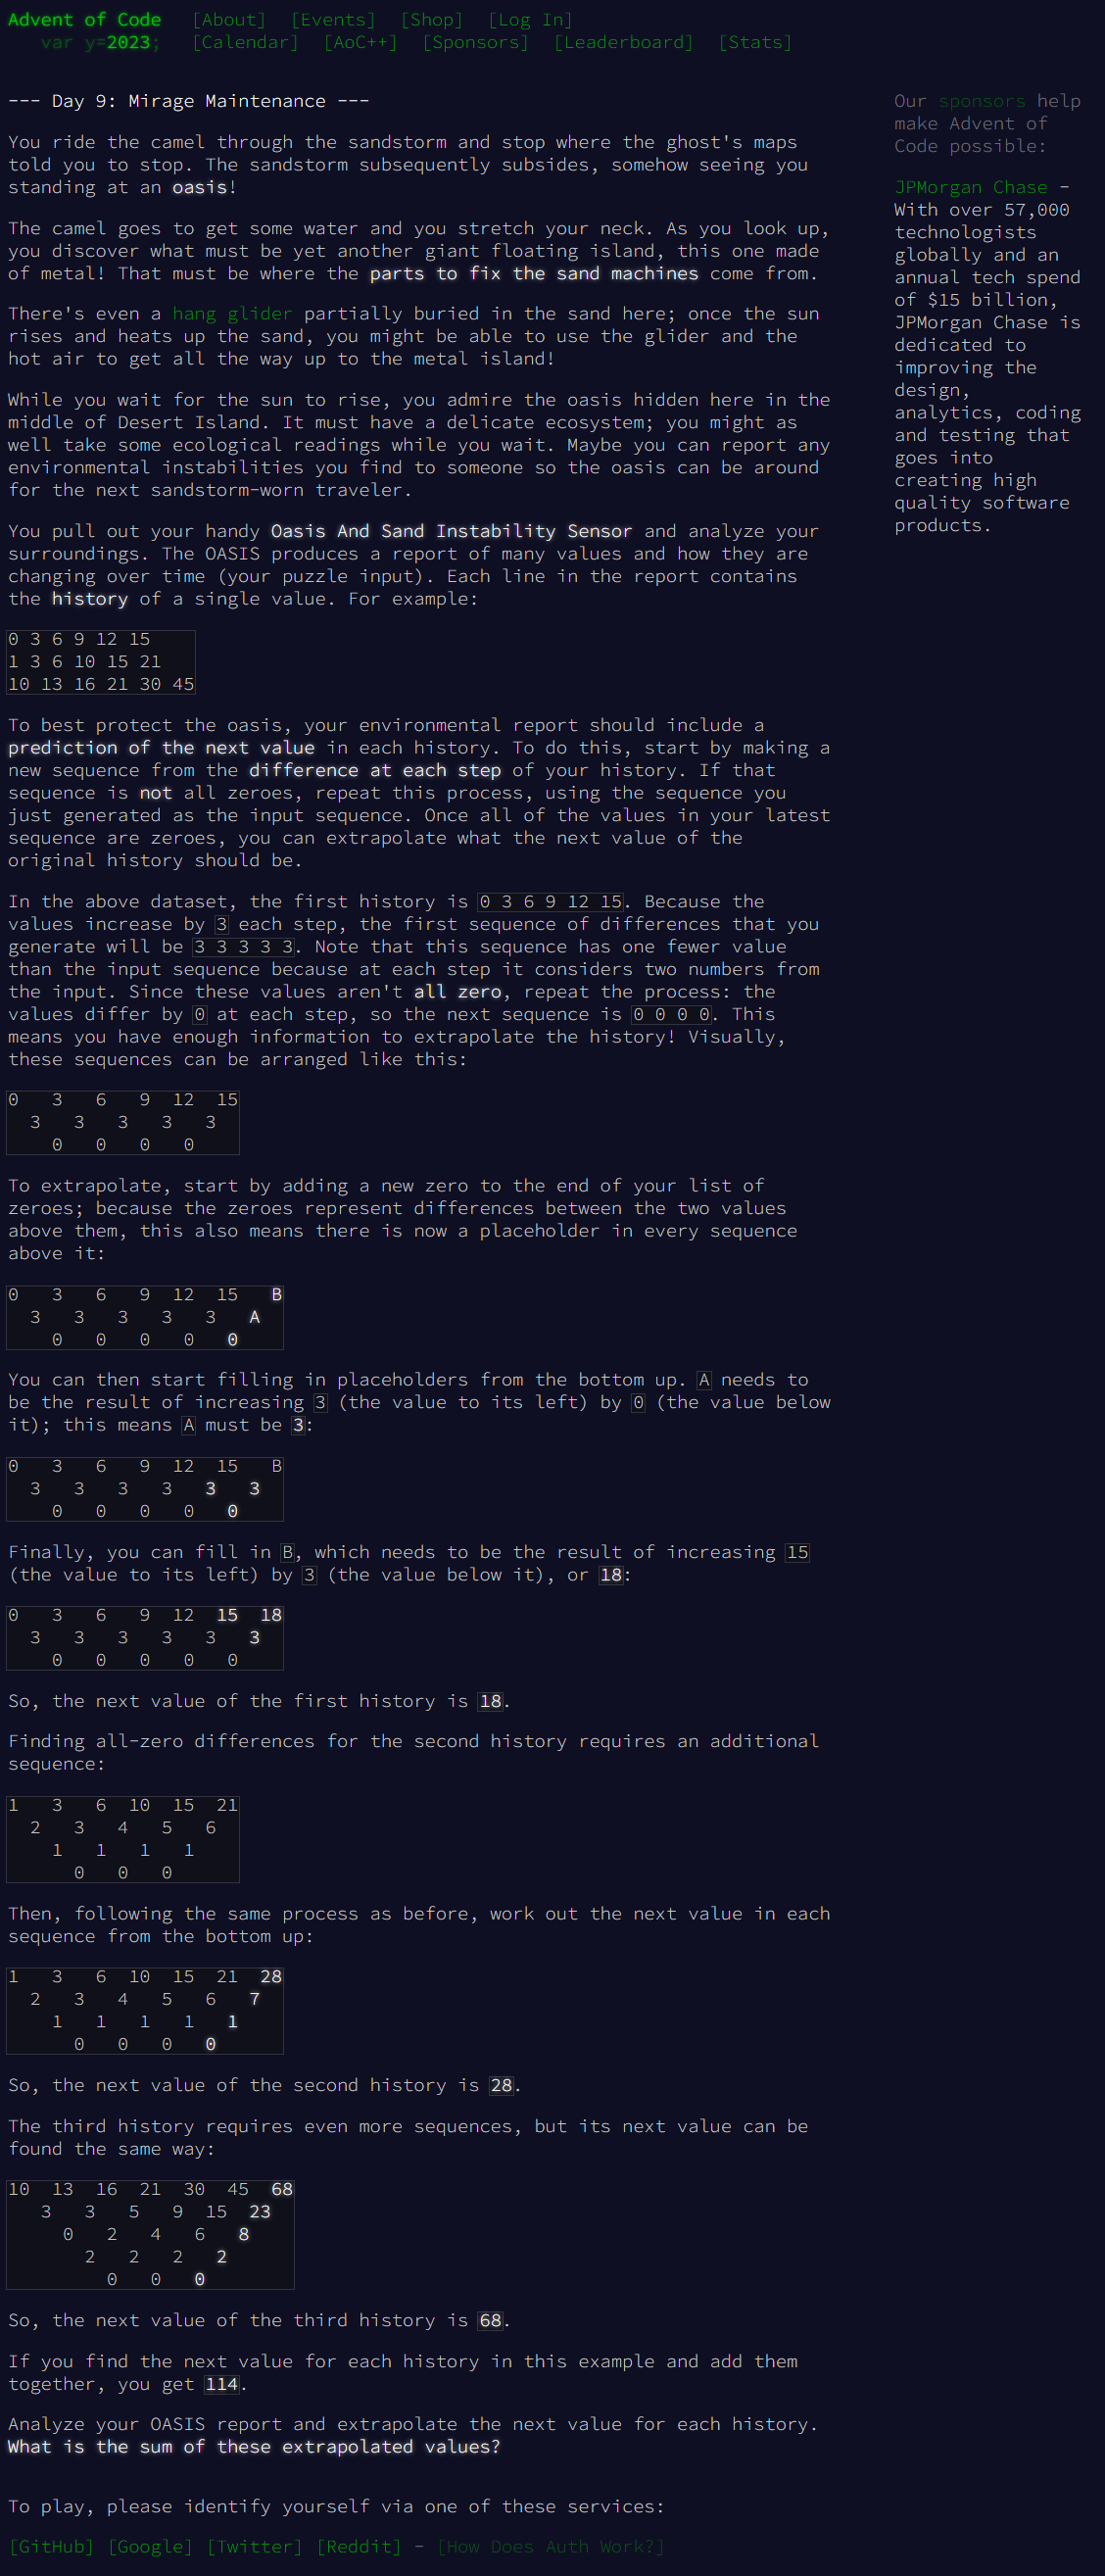 Advent of Code [About] [Events] [Shop] [Log In]
var y=2023; [Calendar] [AoC++] [Sponsors] [Leaderboard] [Stats]
--- Day 9: Mirage Maintenance ---
You ride the camel through the sandstorm and stop where the ghost's maps
told you to stop. The sandstorm subsequently subsides, somehow seeing you
standing at an oasis!
The camel goes to get some water and you stretch your neck. As you look up,
you discover what must be yet another giant floating island, this one made
of metal! That must be where the parts to fix the sand machines come from.
There's even a hang glider partially buried in the sand here; once the sun
rises and heats up the sand, you might be able to use the glider and the
hot air to get all the way up to the metal island!
While you wait for the sun to rise, you admire the oasis hidden here in the
middle of Desert Island. It must have a delicate ecosystem; you might as
well take some ecological readings while you wait. Maybe you can report any
environmental instabilities you find to someone so the oasis can be around
for the next sandstorm-worn traveler.
You pull out your handy Oasis And Sand Instability Sensor and analyze your
surroundings. The OASIS produces a report of many values and how they are
changing over time (your puzzle input). Each line in the report contains
the history of a single value. For example:
0 3 6 9 12 15
1 3 6 10 15 21
10 13 16 21 30 45
To best protect the oasis, your environmental report should include a
prediction of the next value in each history. To do this, start by making a
new sequence from the difference at each step of your history. If that
sequence is not all zeroes, repeat this process, using the sequence you
just generated as the input sequence. Once all of the values in your latest
sequence are zeroes, you can extrapolate what the next value of the
original history should be.
In the above dataset, the first history is 0 3 6 9 12 15. Because the
values increase by 3 each step, the first sequence of differences that you
generate will be 3 3 3 3 3. Note that this sequence has one fewer value
than the input sequence because at each step it considers two numbers from
the input. Since these values aren't all zero, repeat the process: the
values differ by 0 at each step, so the next sequence is 0 0 0 0. This
means you have enough information to extrapolate the history! Visually,
these sequences can be arranged like this:
0   3   6   9  12  15
  3   3   3   3   3
    0   0   0   0
To extrapolate, start by adding a new zero to the end of your list of
zeroes; because the zeroes represent differences between the two values
above them, this also means there is now a placeholder in every sequence
above it:
0   3   6   9  12  15   B
  3   3   3   3   3   A
    0   0   0   0   0
You can then start filling in placeholders from the bottom up. A needs to
be the result of increasing 3 (the value to its left) by 0 (the value below
it); this means A must be 3:
0   3   6   9  12  15   B
  3   3   3   3   3   3
    0   0   0   0   0
Finally, you can fill in B, which needs to be the result of increasing 15
(the value to its left) by 3 (the value below it), or 18:
0   3   6   9  12  15  18
  3   3   3   3   3   3
    0   0   0   0   0
So, the next value of the first history is 18.
Finding all-zero differences for the second history requires an additional
sequence:
1   3   6  10  15  21
  2   3   4   5   6
    1   1   1   1
      0   0   0
Then, following the same process as before, work out the next value in each
sequence from the bottom up:
1   3   6  10  15  21  28
  2   3   4   5   6   7
    1   1   1   1   1
      0   0   0   0
So, the next value of the second history is 28.
The third history requires even more sequences, but its next value can be
found the same way:
10  13  16  21  30  45  68
   3   3   5   9  15  23
     0   2   4   6   8
       2   2   2   2
         0   0   0
So, the next value of the third history is 68.
If you find the next value for each history in this example and add them
together, you get 114.
Analyze your OASIS report and extrapolate the next value for each history.
What is the sum of these extrapolated values?
To play, please identify yourself via one of these services:
[GitHub] [Google] [Twitter] [Reddit] - [How Does Auth Work?]
Our sponsors help
make Advent of
Code possible:
JPMorgan Chase -
With over 57,000
technologists
globally and an
annual tech spend
of $15 billion,
JPMorgan Chase is
dedicated to
improving the
design,
analytics, coding
and testing that
goes into
creating high
quality software
products.